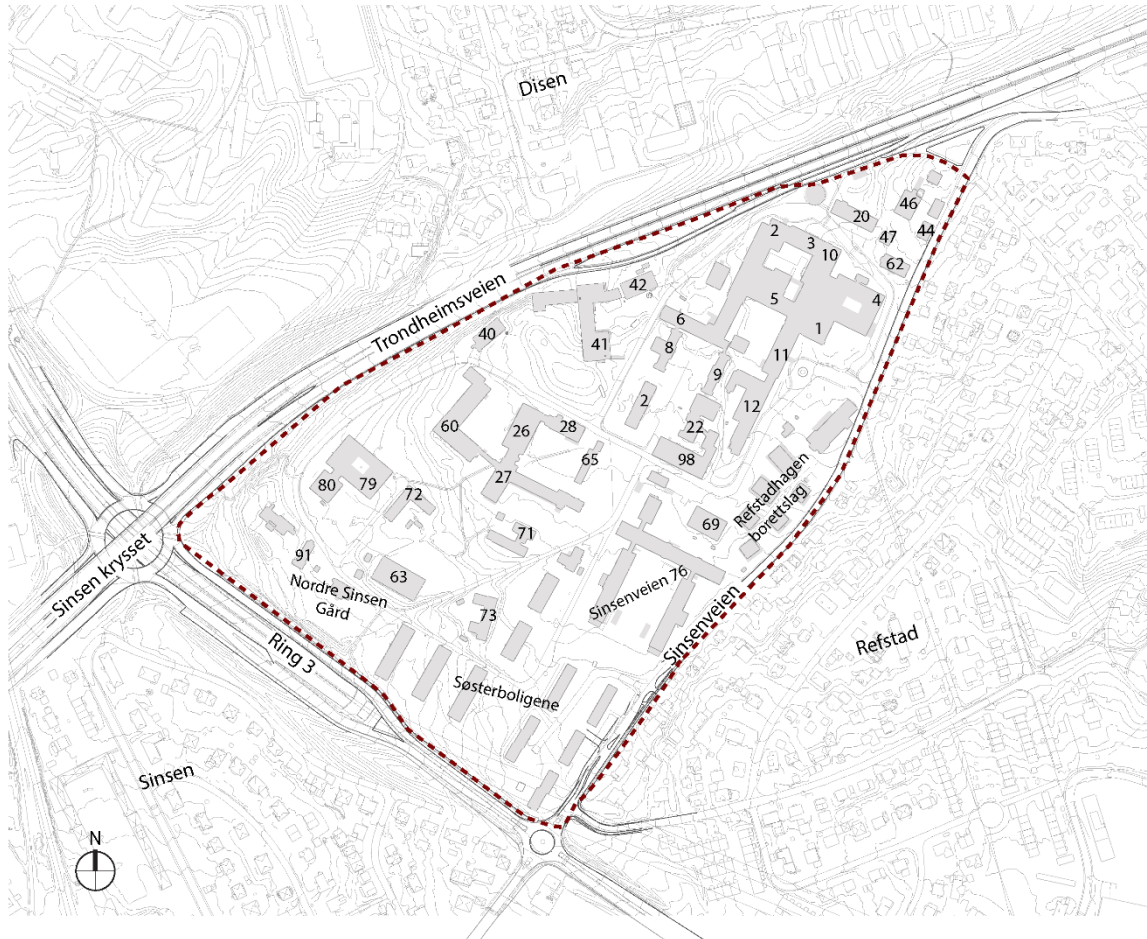 Disen
Trondheimsveien
46
20
44
47
2
3
10
62
42
5
4
6
40
41
8
1
11
9
2
12
60
26
28
22
98
65
27
80
79
72
Refstadhagen
borettslag
69
71
91
63
Sinsen krysset
Nordre Sinsen
Gård
Sinsenveien 76
73
Sinsenveien
Refstad
Ring 3
Søsterboligene
Sinsen
N